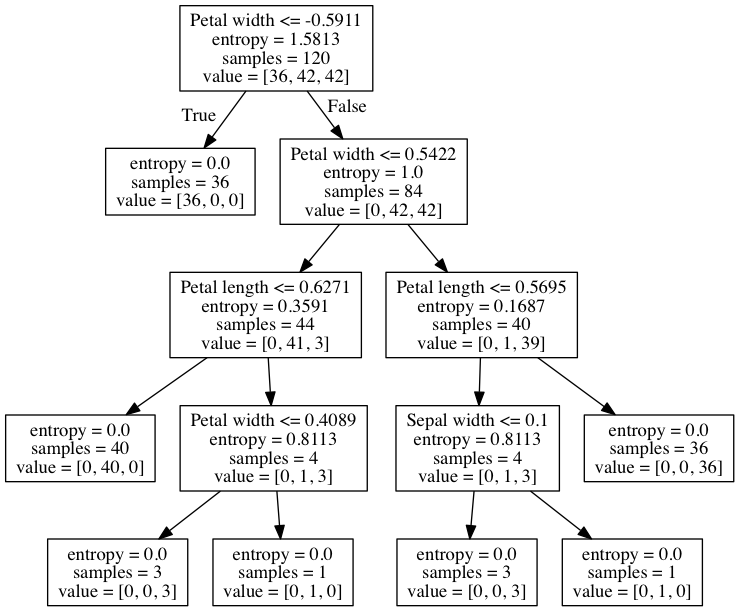 Petal width <= -0.5911
entropy = 1.5813
samples = 120
value = [36, 42, 42]
True
False
entropy = 0.0
samples = 36
value = [36, 0, 0]
Petal width <= 0.5422
entropy = 1.0
samples = 84
value = [0, 42, 42]
Petal length <= 0.6271
entropy = 0.3591
samples = 44
value = [0, 41, 3]
Petal length <= 0.5695
entropy = 0.1687
samples = 40
value = [0, 1, 39]
entropy = 0.0
samples = 40
value = [0, 40, 0]
Petal width <= 0.4089
entropy = 0.8113
samples = 4
value = [0, 1, 3]
Sepal width <= 0.1
entropy = 0.8113
samples = 4
value = [0, 1, 3]
entropy = 0.0
samples = 36
value = [0, 0, 36]
entropy = 0.0
samples = 3
value = [0, 0, 3]
entropy = 0.0
samples = 1
value = [0, 1, 0]
entropy = 0.0
samples = 3
value = [0, 0, 3]
entropy = 0.0
samples = 1
value = [0, 1, 0]